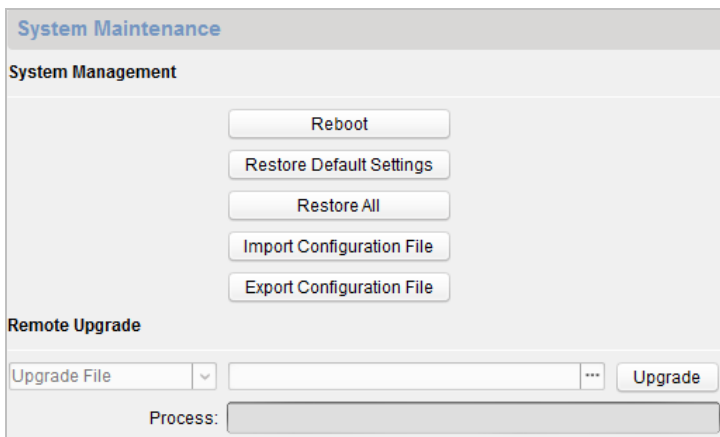 System Maintenance
System Management
Reboot
Restore Default Settings
Restore All
Import Configuration File
Export Configuration File
Remote Upgrade
Upgrade File ... Upgrade
Process: